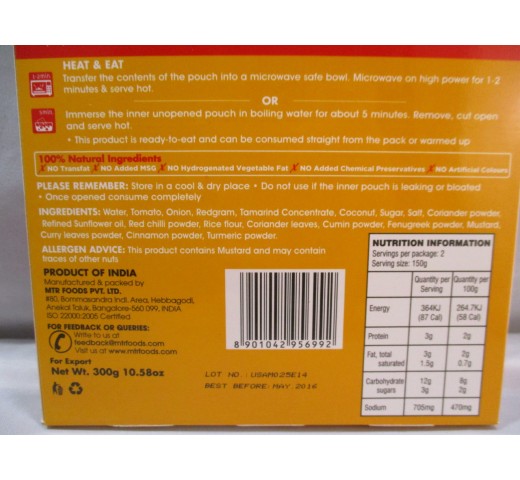 HEAT & EAT
Transfer the contents of the pouch into a microwave safe bowl. Microwave on high power for 1-2
minutes & serve hot.
OR
Immerse the inner unopened pouch in boiling water for about 5 minutes. Remove, cut open
and serve hot.
• This product is ready-to-eat and can be consumed straight from the pack or warmed up
100% Natural Ingredients
✗NO Transfat ✗NO Added MSG ✗NO Hydrogenated Vegetable Fat ✗NO Added Chemical Preservatives ✗NO Artificial Colours
PLEASE REMEMBER: Store in a cool & dry place • Do not use if the inner pouch is leaking or bloated
• Once opened consume completely
INGREDIENTS: Water, Tomato, Onion, Redgram, Tamarind Concentrate, Coconut, Sugar, Salt, Coriander powder,
Refined Sunflower oil, Red chilli powder, Rice flour, Coriander leaves, Cumin powder, Fenugreek powder, Mustard,
Curry leaves powder, Cinnamon powder, Turmeric powder.
ALLERGEN ADVICE: This product contains Mustard and may contain
traces of other nuts
PRODUCT OF INDIA
Manufactured & packed by
MTR FOODS PVT. LTD.
#80, Bommasandra Indl. Area, Hebbagodi,
Anekal Taluk, Bangalore-560 099, INDIA
ISO 22000:2005 Certified
FOR FEEDBACK OR QUERIES:
Write to us at
feedback@mtrfoods.com
Visit us at www.mtrfoods.com
For Export
Net Wt. 300g 10.58oz
8 901042 956992
LOT NO.: USAM025E14
BEST BEFORE: MAY 2016
NUTRITION INFORMATION
Servings per package: 2
Serving size: 150g
Quantity per Serving Quantity per 100g
Energy 364KJ (87 Cal) 264.7KJ (58 Cal)
Protein 3g 2g
Fat, total 3g 2g
saturated 1.5g 0.7g
Carbohydrate 12g 8g
sugars 3g 2g
Sodium 705mg 470mg